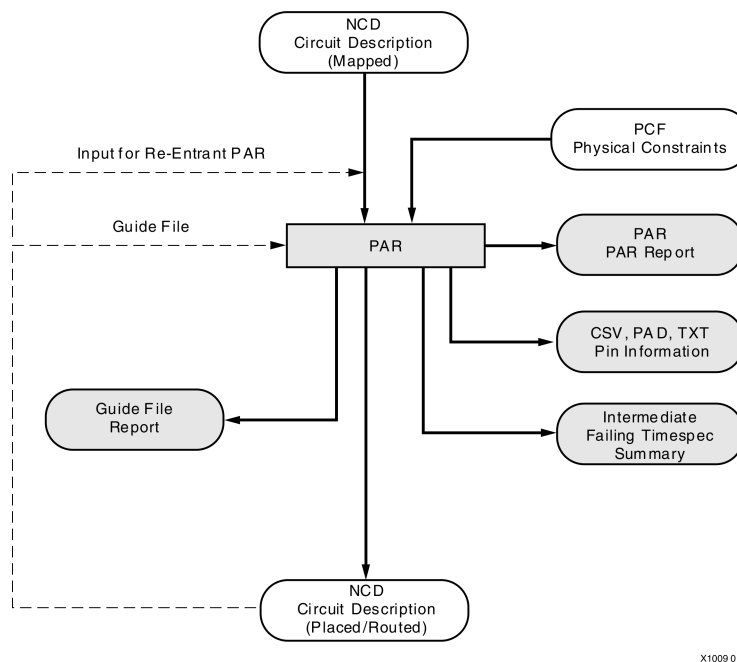 NCD
Circuit Description
(Mapped)
PCF
Physical Constraints
Input for Re-Entrant PAR
Guide File
PAR
PAR
PAR Report
CSV, PAD, TXT
Pin Information
Guide File
Report
Intermediate
Failing Timespec
Summary
NCD
Circuit Description
(Placed/Routed)
X1009 0